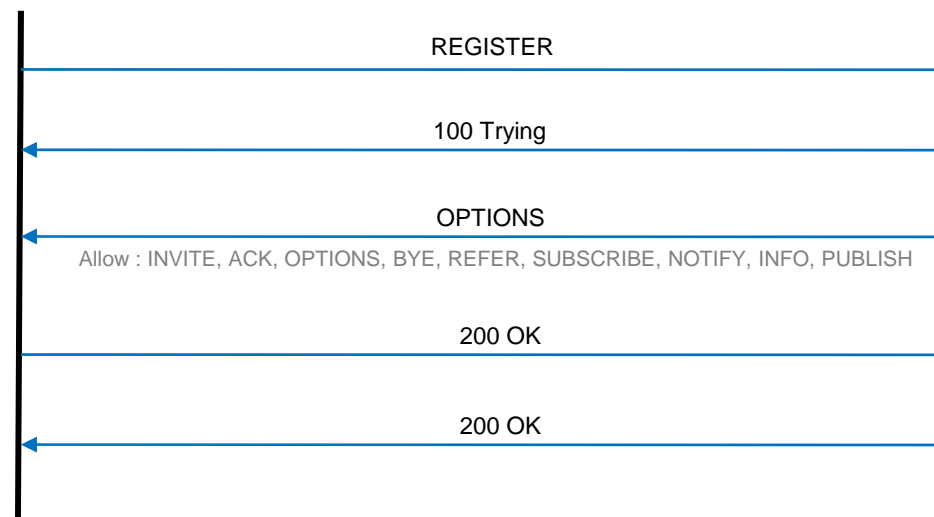 REGISTER
100 Trying
OPTIONS
Allow : INVITE, ACK, OPTIONS, BYE, REFER, SUBSCRIBE, NOTIFY, INFO, PUBLISH
200 OK
200 OK